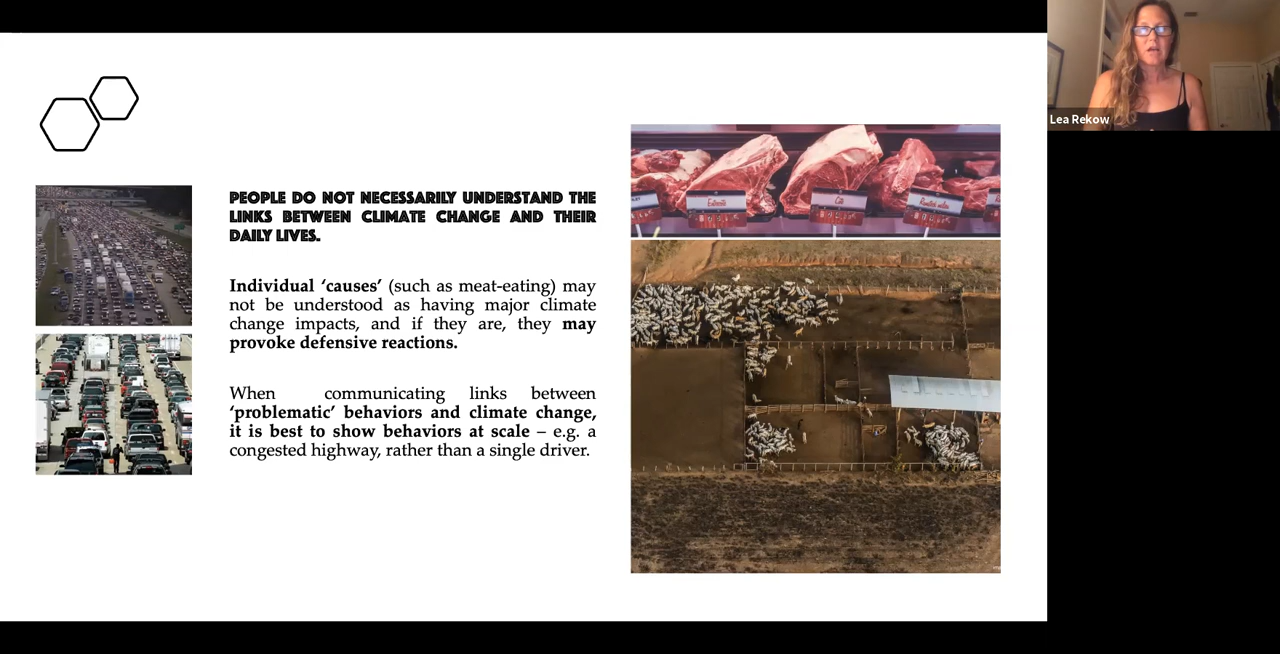 Lea Rekow
PEOPLE DO NOT NECESSARILY UNDERSTAND THE
LINKS BETWEEN CLIMATE CHANGE AND THEIR
DAILY LIVES.
Individual ‘causes’ (such as meat-eating) may
not be understood as having major climate
change impacts, and if they are, they may
provoke defensive reactions.
When communicating links between
‘problematic’ behaviors and climate change,
it is best to show behaviors at scale – e.g. a
congested highway, rather than a single driver.